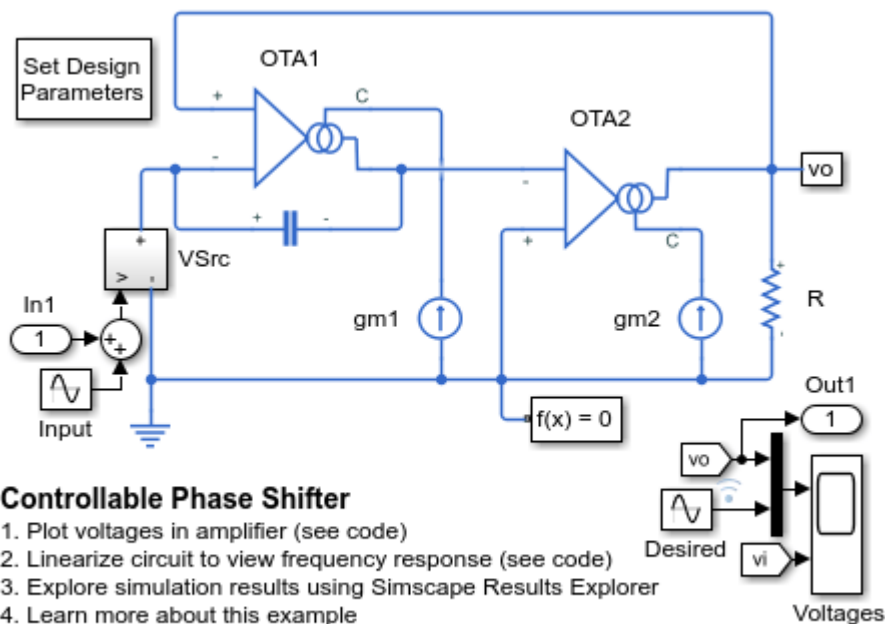 OTA1
Set Design
Parameters
+
C
OTA2
-
-
vo
+
-
+
C
+
VSrc
+
>
-
In1
gm1
gm2
R
1
+
+
-
Out1
Input
f(x) = 0
1
vo
Controllable Phase Shifter
1. Plot voltages in amplifier (see code)
Desired
2. Linearize circuit to view frequency response (see code)
vi
3. Explore simulation results using Simscape Results Explorer
4. Learn more about this example
Voltages